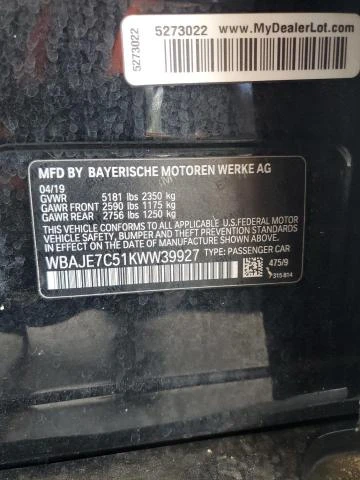 5273022
5273022
www.
MyDealerLot.com
MFD BY BAYERISCHE MOTOREN WERKE AG
04/19
GVWR 5181 lbs 2350 kg
GAWR FRONT 2590 lbs 1175 kg
GAWR REAR 2756 lbs 1250 kg
THIS VEHICLE CONFORMS TO ALL APPLICABLE U.S.FEDERAL MOTOR
VEHICLE SAFETY, BUMPER, AND THEFT PREVENTION STANDARDS
IN EFFECT ON THE DATE OF MANUFACTURE SHOWN ABOVE.
WBAJE7C51KWW39927 TYPE: PASSENGER CAR
475/9
7 315 814